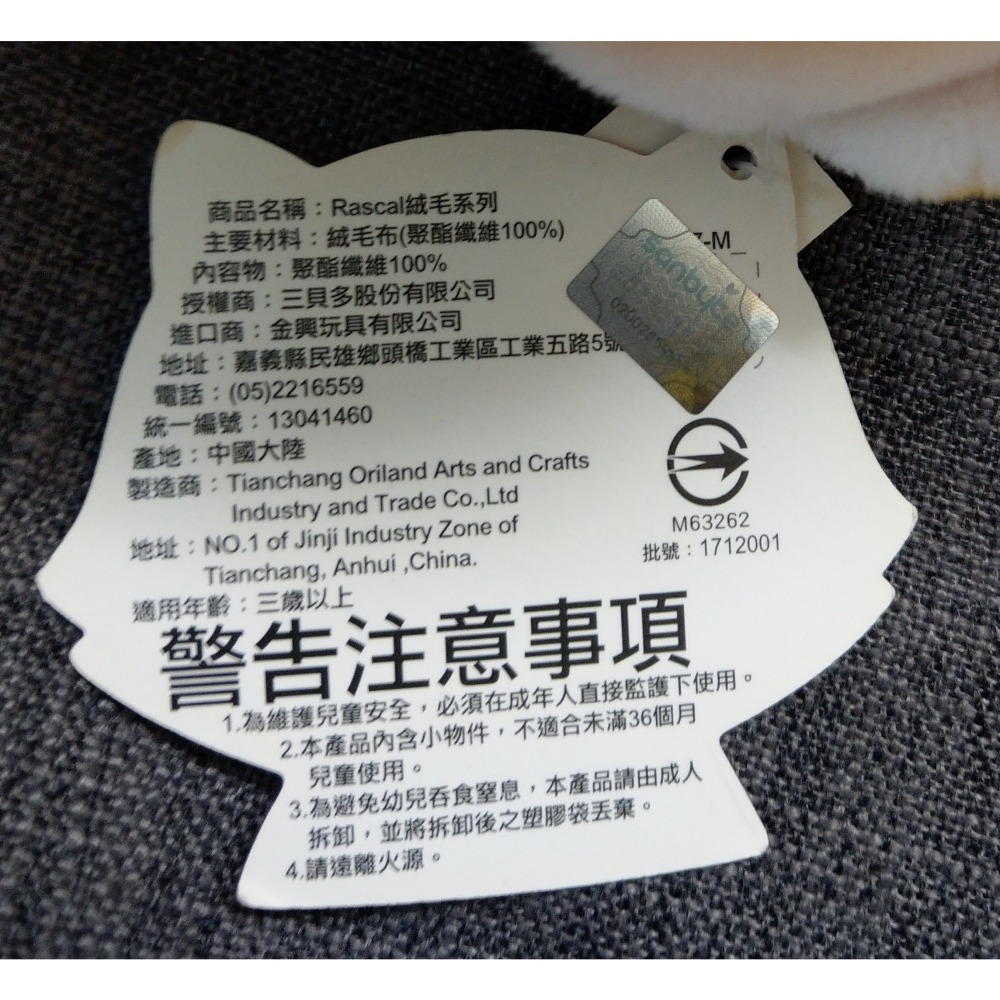 商品名稱：Rascal絨毛系列
主要材料：絨毛布(聚酯纖維100%)
內容物：聚酯纖維100%
授權商：三貝多股份有限公司
進口商：金興玩具有限公司
地址：嘉義縣民雄鄉頭橋工業區工業五路5號
電話：(05)2216559
統一編號：13041460
產地：中國大陸
製造商：Tianchang Oriland Arts and Crafts
Industry and Trade Co.,Ltd
地址：NO.1 of Jinji Industry Zone of
Tianchang, Anhui ,China.
適用年齡：三歲以上
-M_
sanbyte
M63262
批號：1712001
警告注意事項
1.為維護兒童安全，必須在成年人直接監護下使用。
2.本產品內含小物件，不適合未滿36個月
兒童使用。
3.為避免幼兒吞食窒息，本產品請由成人
拆卸，並將拆卸後之塑膠袋丟棄。
4.請遠離火源。